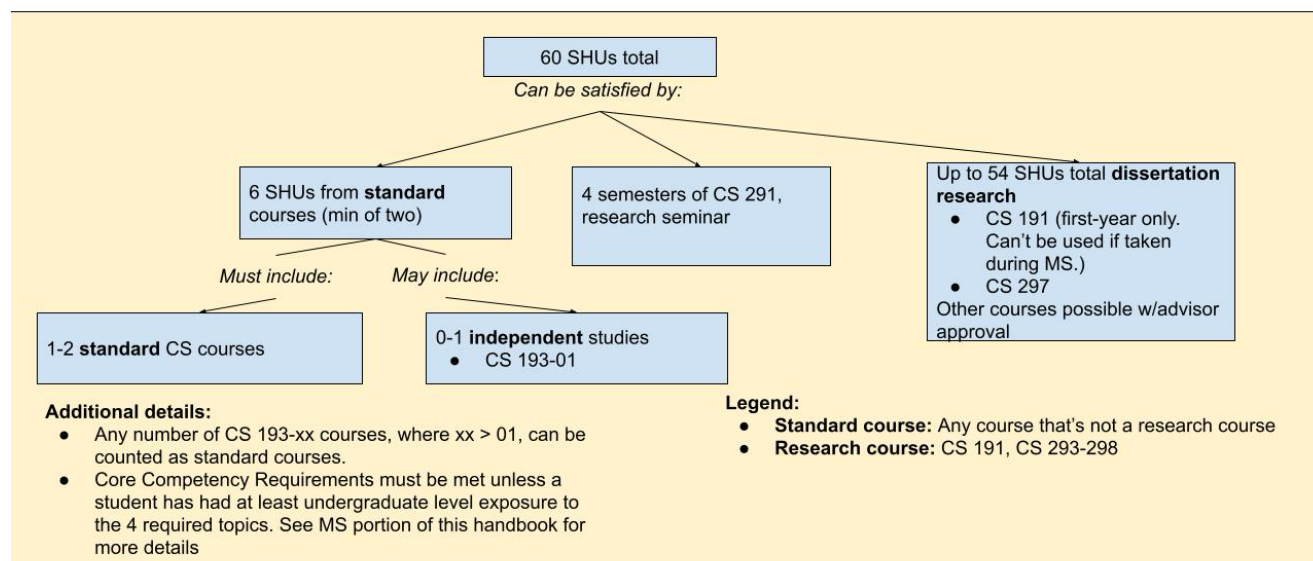 60 SHUs total
Can be satisfied by:
6 SHUs from standard
courses (min of two)
4 semesters of CS 291,
research seminar
Up to 54 SHUs total dissertation
research
● CS 191 (first-year only.
Can't be used if taken
during MS.)
● CS 297
Other courses possible w/advisor
approval
Must include:
May include:
1-2 standard CS courses
0-1 independent studies
● CS 193-01
Additional details:
● Any number of CS 193-xx courses, where xx > 01, can be
counted as standard courses.
● Core Competency Requirements must be met unless a
student has had at least undergraduate level exposure to
the 4 required topics. See MS portion of this handbook for
more details
Legend:
● Standard course: Any course that's not a research course
● Research course: CS 191, CS 293-298